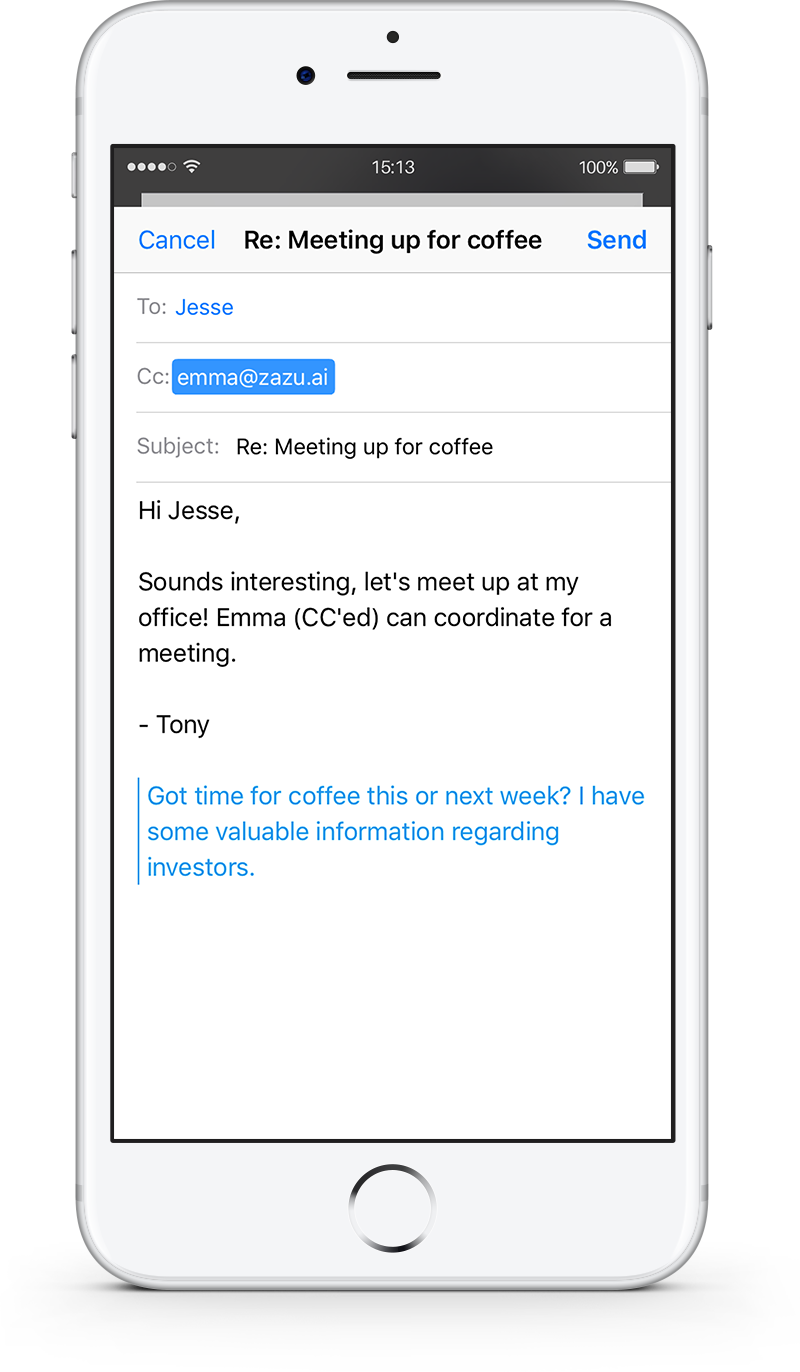 15:13
100%
Cancel Re: Meeting up for coffee Send
To: Jesse
Cc: emma@zazu.ai
Subject: Re: Meeting up for coffee
Hi Jesse,
Sounds interesting, let's meet up at my
office! Emma (CC'ed) can coordinate for a
meeting.
- Tony
Got time for coffee this or next week? I have
some valuable information regarding
investors.